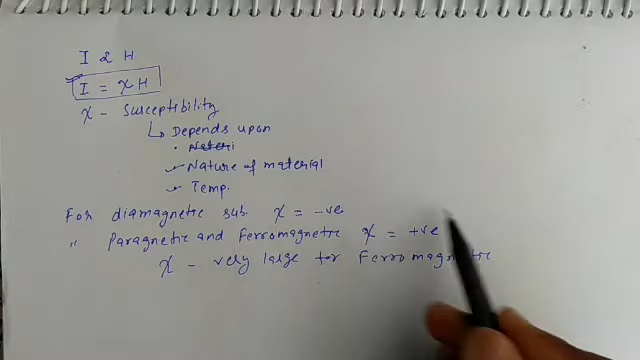 I α H
I = χ H
χ - Susceptibility
↳ Depends upon
• Nateri
✓ Nature of material
✓ Temp.
For diamagnetic sub. χ = -ve
" Paragnetic and Ferromagnetic χ = +ve
χ - very large for Ferromagnetic